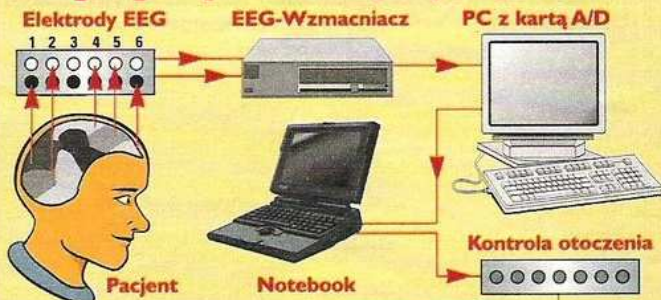 Elektrody EEG
EEG-Wzmacniacz
PC z kartą A/D
1 2 3 4 5 6
Kontrola otoczenia
Pacjent
Notebook